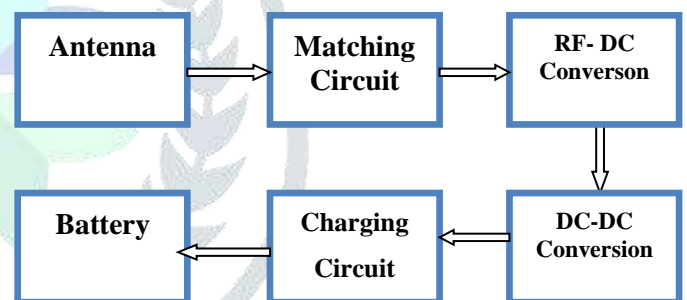 Antenna
Matching
Circuit
RF- DC
Converson
Battery
Charging
Circuit
DC-DC
Conversion